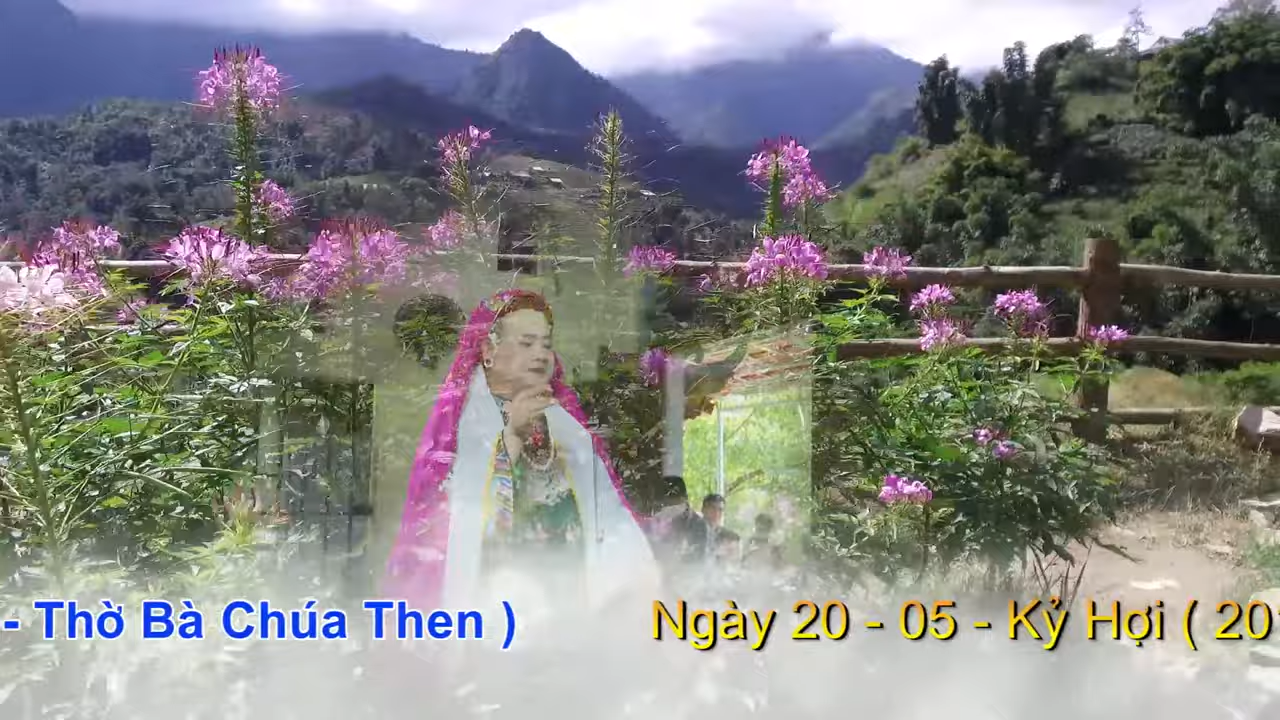 - Thờ Bà Chúa Then ) Ngày 20 - 05 - Kỷ Hợi ( 20